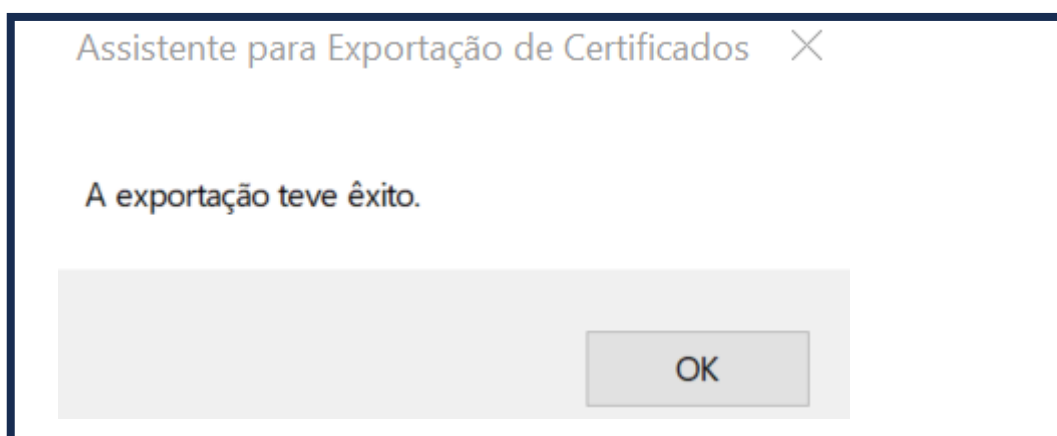 Assistente para Exportação de Certificados
A exportação teve êxito.
OK